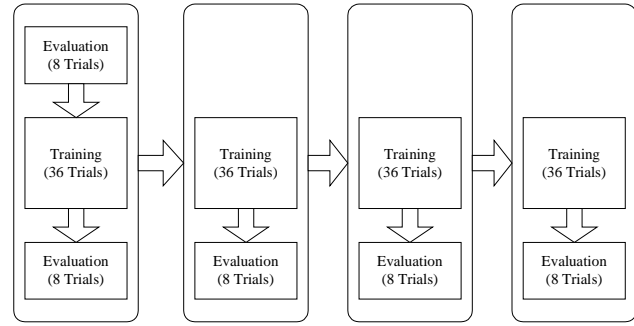 Evaluation
(8 Trials)
Training
(36 Trials)
Evaluation
(8 Trials)
Training
(36 Trials)
Evaluation
(8 Trials)
Training
(36 Trials)
Evaluation
(8 Trials)
Training
(36 Trials)
Evaluation
(8 Trials)